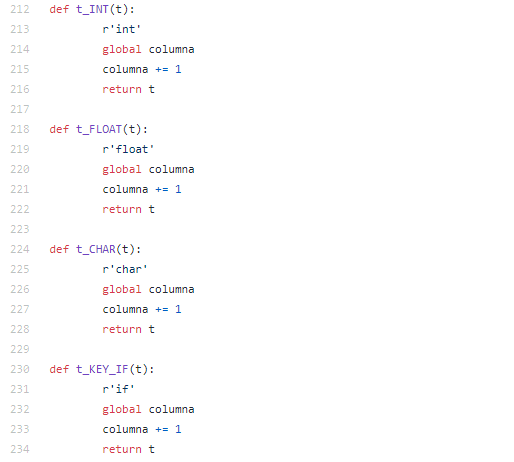 212 def t_INT(t):
213 r'int'
214 global columna
215 columna += 1
216 return t
217
218 def t_FLOAT(t):
219 r'float'
220 global columna
221 columna += 1
222 return t
223
224 def t_CHAR(t):
225 r'char'
226 global columna
227 columna += 1
228 return t
229
230 def t_KEY_IF(t):
231 r'if'
232 global columna
233 columna += 1
234 return t